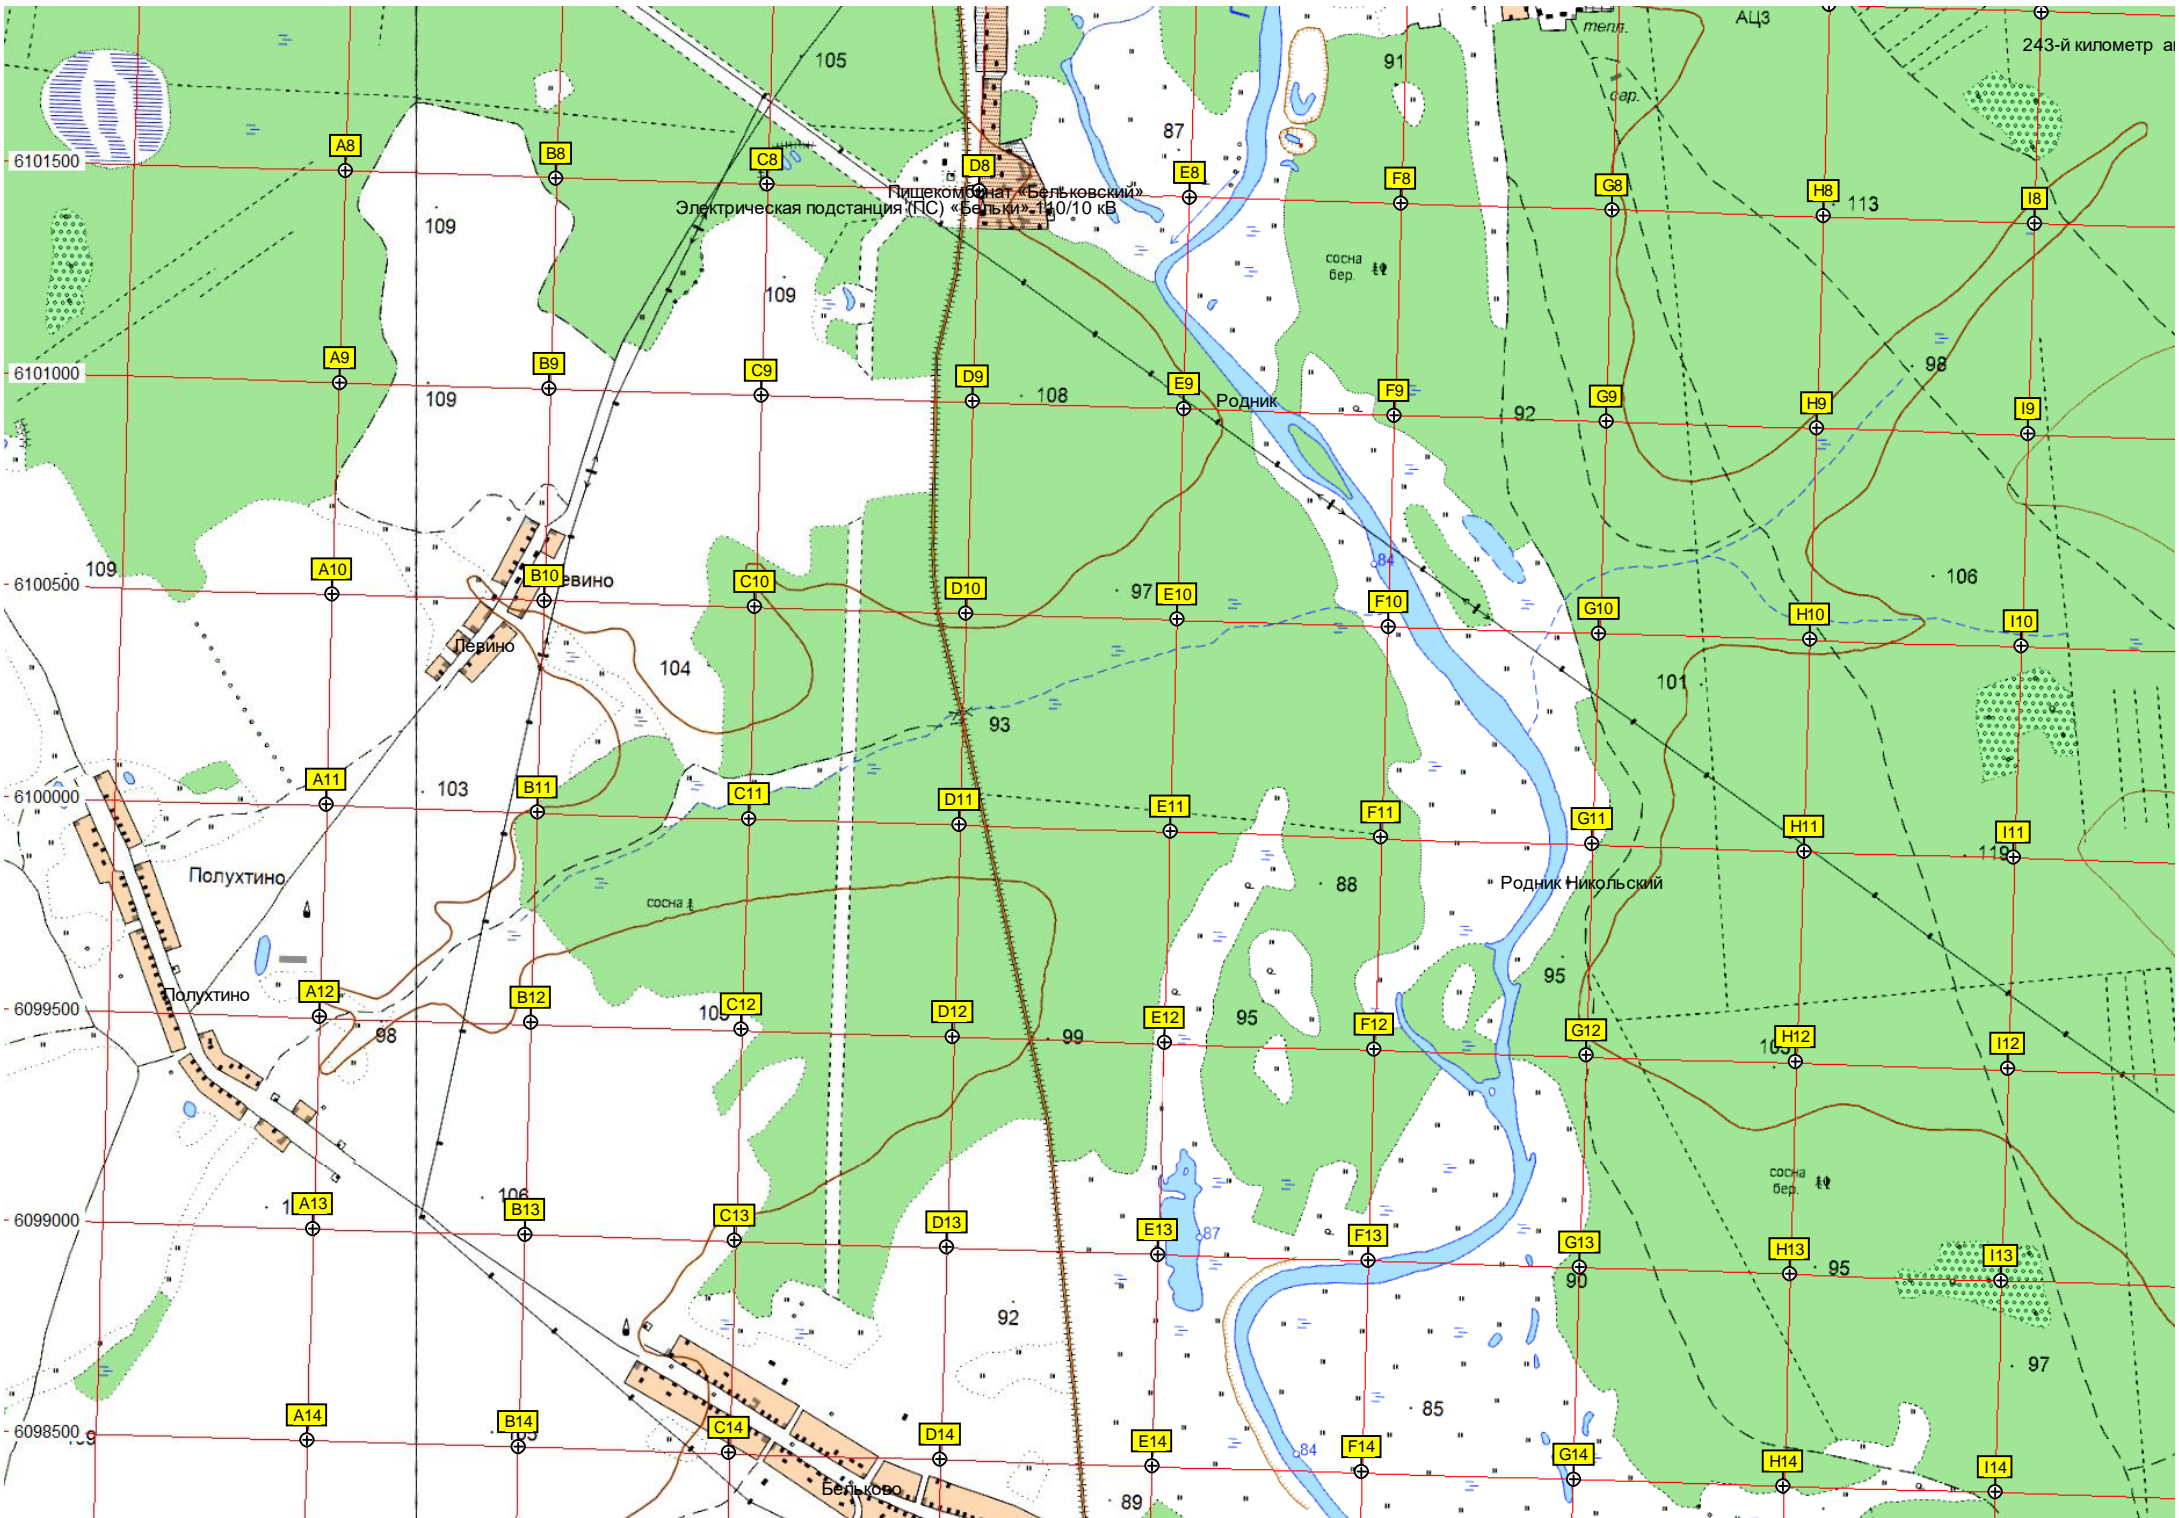 АЦЗ
тепл.
243-й километр
105
91
сар.
87
A8
B8
C8
D8
E8
F8
G8
H8
I8
6101500
113
Пищекомбинат «Бельковский»
Электрическая подстанция (ПС) «Бельки» 110/10 кВ
109
сосна
бер.
109
98
6101000
A9
B9
C9
D9
E9
F9
G9
H9
I9
109
108
Родник
92
84
109
6100500
A10
B10
C10
D10
E10
F10
G10
H10
I10
евино
97
106
Левино
104
101
93
6100000
A11
B11
C11
D11
E11
F11
G11
H11
I11
103
119
Полухтино
88
Родник Никольский
сосна
95
6099500
A12
B12
C12
D12
E12
F12
G12
H12
I12
Полухтино
98
99
95
сосна
бер.
106
6099000
A13
B13
C13
D13
E13
F13
G13
H13
I13
87
90
95
92
97
85
6098500
A14
B14
C14
D14
E14
F14
G14
H14
I14
84
Бельково
89